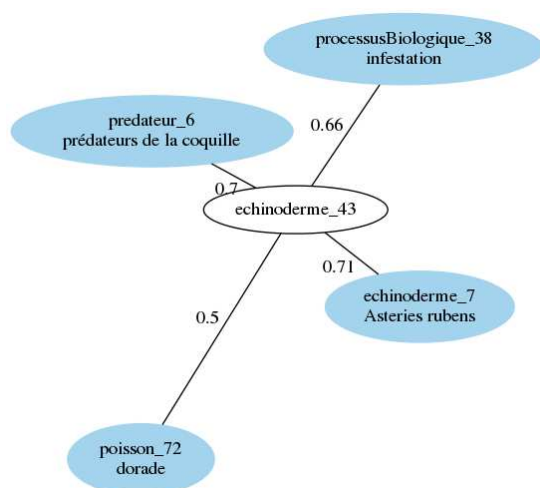 processusBiologique_38
infestation
0.66
predateur_6
prédateurs de la coquille
0.7
echinoderme_43
0.71
echinoderme_7
Asteries rubens
0.5
poisson_72
dorade